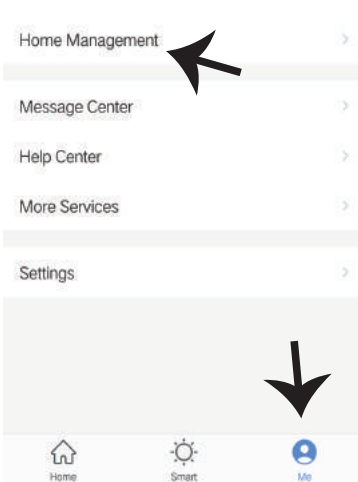 Home Management
Message Center
Help Center
More Services
Settings
Home Smart Me